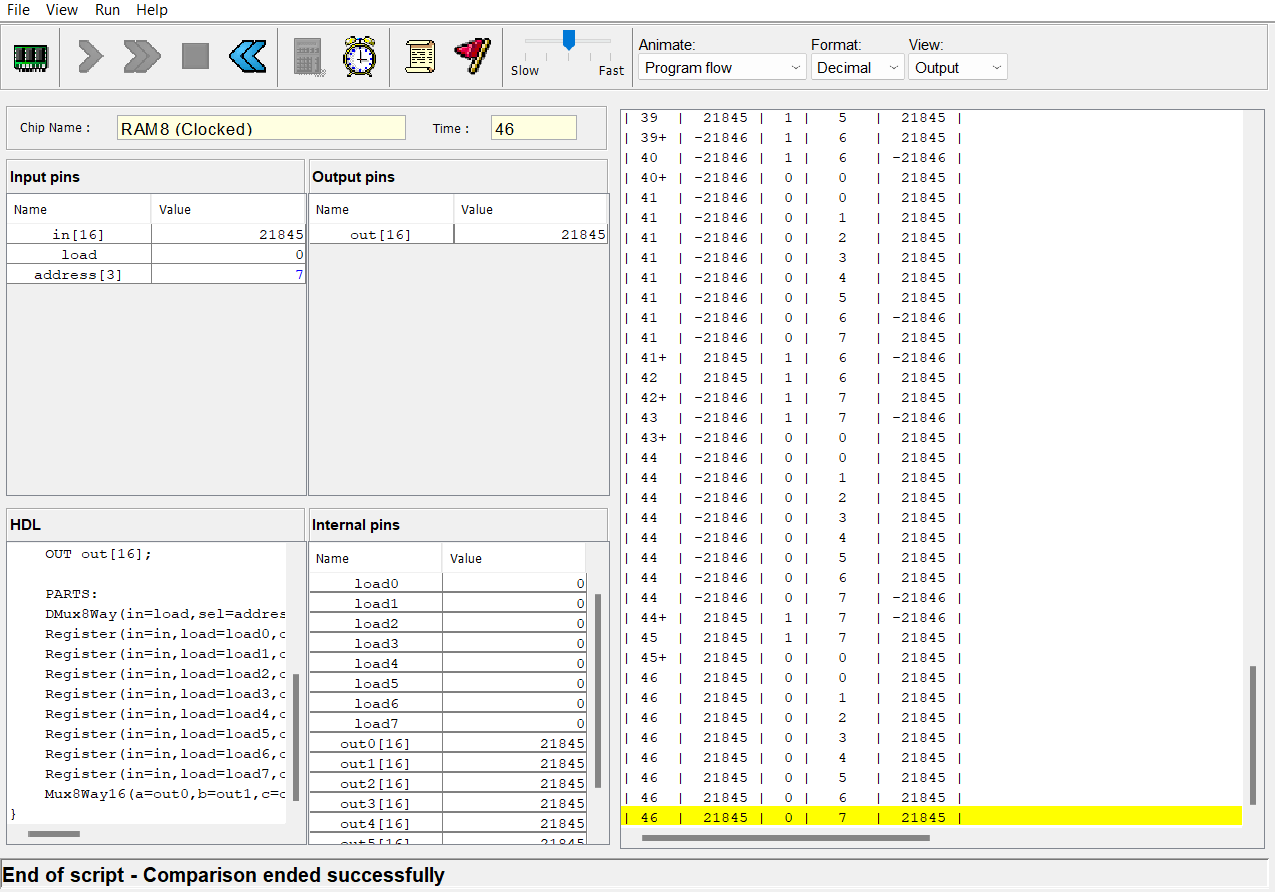 File View Run Help
Animate: Format: View:
Slow Fast Program flow Decimal Output
Chip Name : RAM8 (Clocked) Time : 46
Input pins
Name Value
in[16] 21845
load 0
address[3] 7
Output pins
Name Value
out[16] 21845
HDL
OUT out[16];
PARTS:
DMux8Way(in=load,sel=addres
Register(in=in,load=load0,o
Register(in=in,load=load1,o
Register(in=in,load=load2,o
Register(in=in,load=load3,o
Register(in=in,load=load4,o
Register(in=in,load=load5,o
Register(in=in,load=load6,o
Register(in=in,load=load7,o
Mux8Way16(a=out0,b=out1,c=o
}
Internal pins
Name Value
load0 0
load1 0
load2 0
load3 0
load4 0
load5 0
load6 0
load7 0
out0[16] 21845
out1[16] 21845
out2[16] 21845
out3[16] 21845
out4[16] 21845
out5[16] 21845
| 39 | 21845 | 1 | 5 | 21845 |
| 39+ | -21846 | 1 | 6 | 21845 |
| 40 | -21846 | 1 | 6 | -21846 |
| 40+ | -21846 | 0 | 0 | 21845 |
| 41 | -21846 | 0 | 0 | 21845 |
| 41 | -21846 | 0 | 1 | 21845 |
| 41 | -21846 | 0 | 2 | 21845 |
| 41 | -21846 | 0 | 3 | 21845 |
| 41 | -21846 | 0 | 4 | 21845 |
| 41 | -21846 | 0 | 5 | 21845 |
| 41 | -21846 | 0 | 6 | -21846 |
| 41 | -21846 | 0 | 7 | 21845 |
| 41+ | 21845 | 1 | 6 | -21846 |
| 42 | 21845 | 1 | 6 | 21845 |
| 42+ | -21846 | 1 | 7 | 21845 |
| 43 | -21846 | 1 | 7 | -21846 |
| 43+ | -21846 | 0 | 0 | 21845 |
| 44 | -21846 | 0 | 0 | 21845 |
| 44 | -21846 | 0 | 1 | 21845 |
| 44 | -21846 | 0 | 2 | 21845 |
| 44 | -21846 | 0 | 3 | 21845 |
| 44 | -21846 | 0 | 4 | 21845 |
| 44 | -21846 | 0 | 5 | 21845 |
| 44 | -21846 | 0 | 6 | 21845 |
| 44 | -21846 | 0 | 7 | -21846 |
| 44+ | 21845 | 1 | 7 | -21846 |
| 45 | 21845 | 1 | 7 | 21845 |
| 45+ | 21845 | 0 | 0 | 21845 |
| 46 | 21845 | 0 | 0 | 21845 |
| 46 | 21845 | 0 | 1 | 21845 |
| 46 | 21845 | 0 | 2 | 21845 |
| 46 | 21845 | 0 | 3 | 21845 |
| 46 | 21845 | 0 | 4 | 21845 |
| 46 | 21845 | 0 | 5 | 21845 |
| 46 | 21845 | 0 | 6 | 21845 |
| 46 | 21845 | 0 | 7 | 21845 |
End of script - Comparison ended successfully